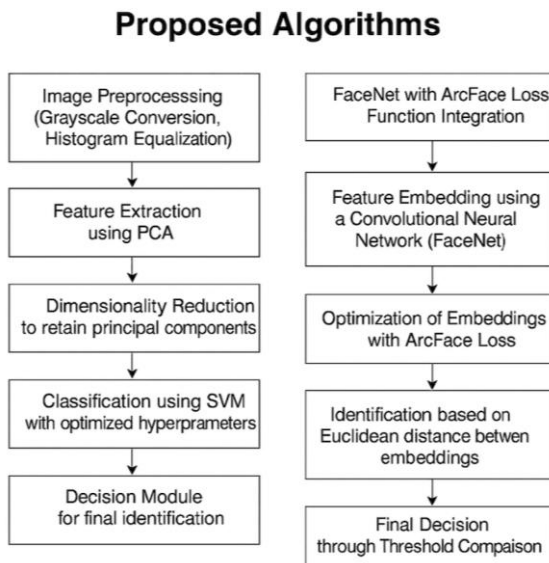 Proposed Algorithms
Image Preprocesssing
(Grayscale Conversion,
Histogram Equalization)
Feature Extraction
using PCA
Dimensionality Reduction
to retain principal components
Classification using SVM
with optimized hyperprameters
Decision Module
for final identification
FaceNet with ArcFace Loss
Function Integration
Feature Embedding using
a Convolutional Neural
Network (FaceNet)
Optimization of Embeddings
with ArcFace Loss
Identification based on
Euclidean distance betwen
embeddings
Final Decision
through Threshold Compaison